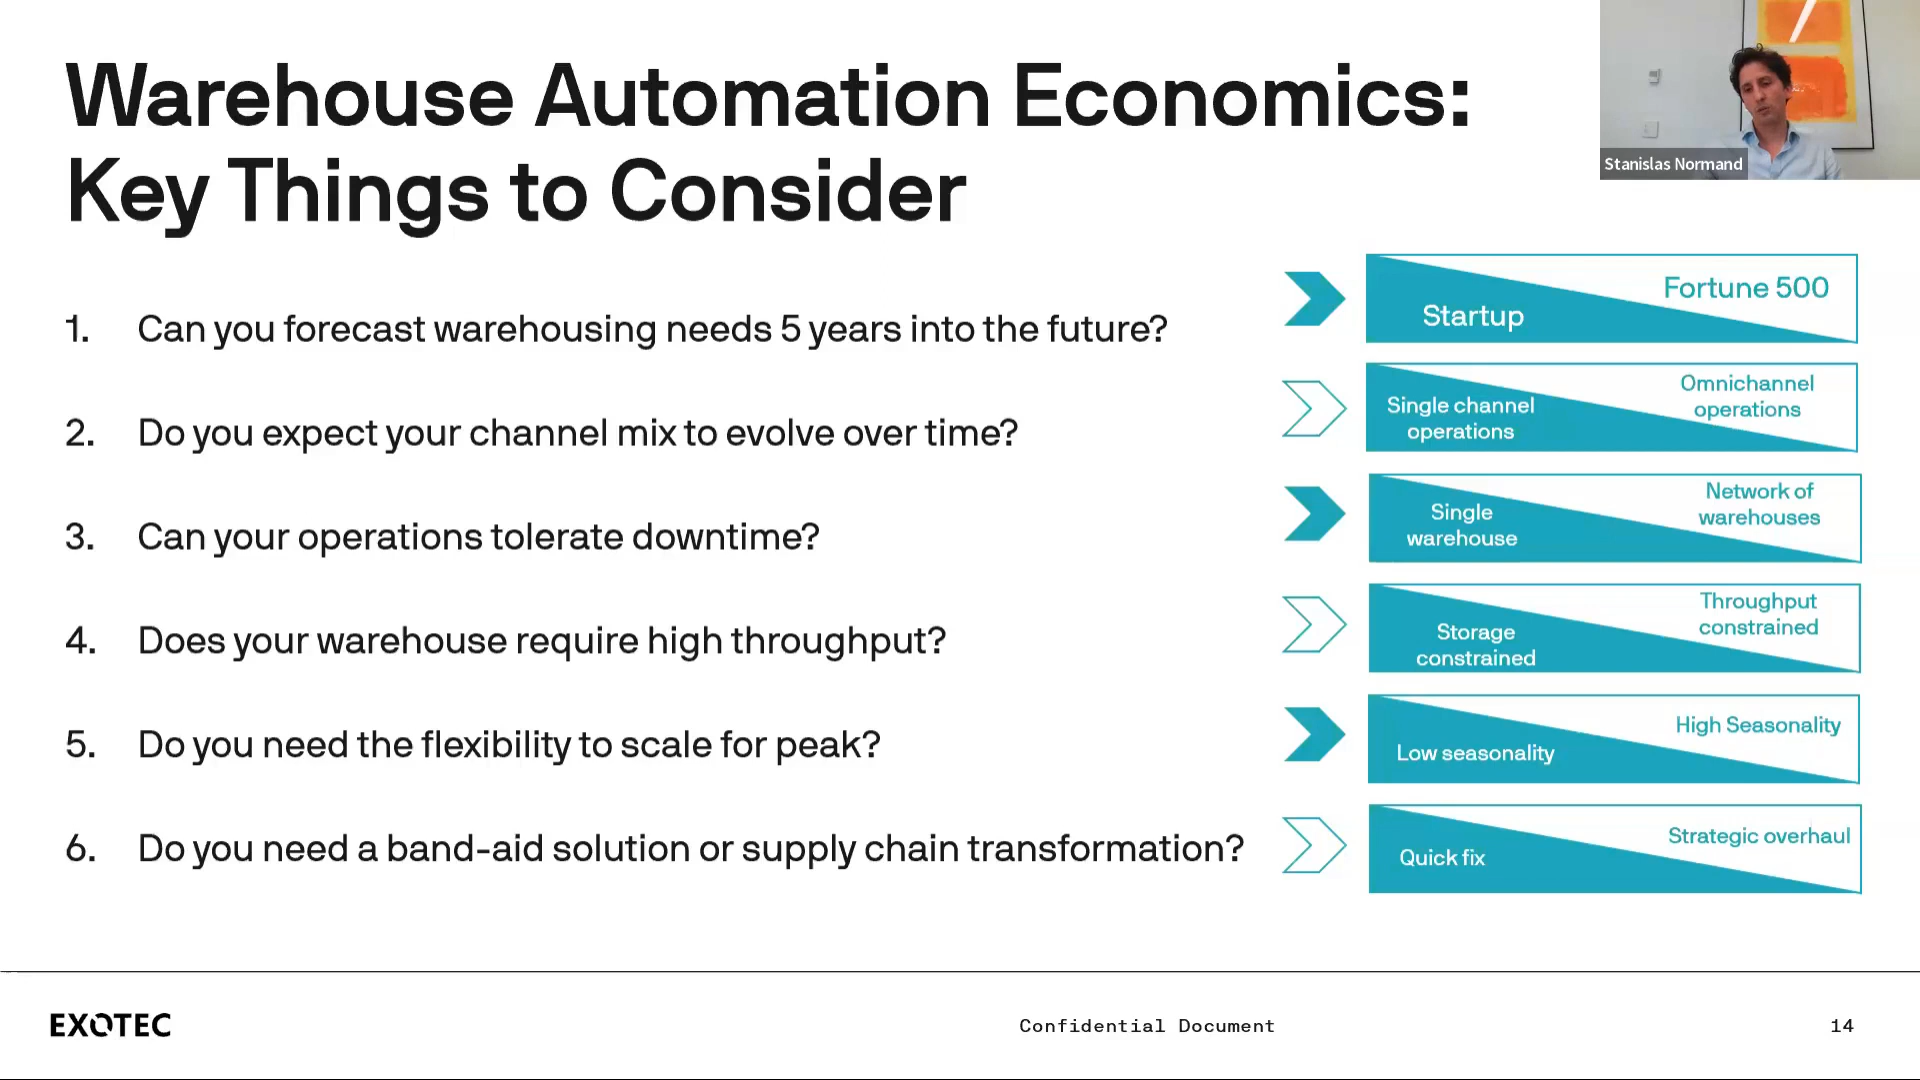 Warehouse Automation Economics:
Key Things to Consider
Stanislas Normand
1. Can you forecast warehousing needs 5 years into the future?
Startup
Fortune 500
2. Do you expect your channel mix to evolve over time?
Single channel
operations
Omnichannel
operations
3. Can your operations tolerate downtime?
Single
warehouse
Network of
warehouses
4. Does your warehouse require high throughput?
Storage
constrained
Throughput
constrained
5. Do you need the flexibility to scale for peak?
Low seasonality
High Seasonality
6. Do you need a band-aid solution or supply chain transformation?
Quick fix
Strategic overhaul
EXOTEC
Confidential Document
14